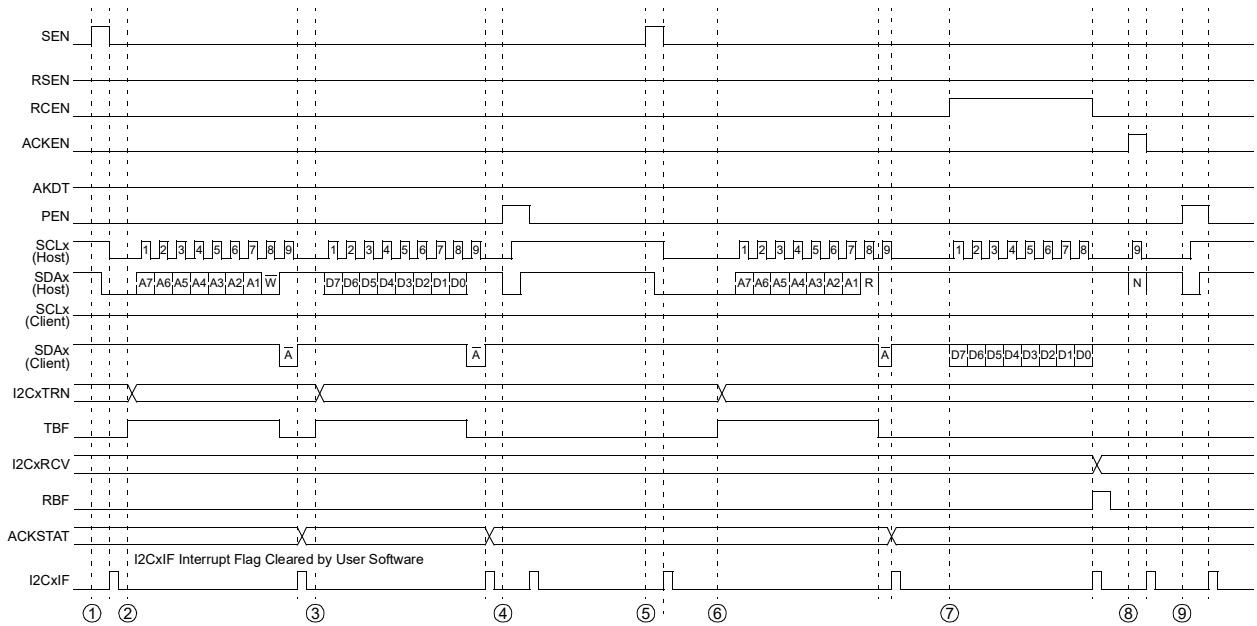 SEN
RSEN
RCEN
ACKEN
AKDT
PEN
SCLx
(Host)
1 2 3 4 5 6 7 8 9 1 2 3 4 5 6 7 8 9 1 2 3 4 5 6 7 8 9 1 2 3 4 5 6 7 8 9
SDAx
(Host)
A7 A6 A5 A4 A3 A2 A1 W̅ D7 D6 D5 D4 D3 D2 D1 D0 A7 A6 A5 A4 A3 A2 A1 R N
SCLx
(Client)
SDAx
(Client)
A̅ A̅ A̅ D7 D6 D5 D4 D3 D2 D1 D0
I2CxTRN
TBF
I2CxRCV
RBF
ACKSTAT
I2CxIF Interrupt Flag Cleared by User Software
I2CxIF
① ② ③ ④ ⑤ ⑥ ⑦ ⑧ ⑨